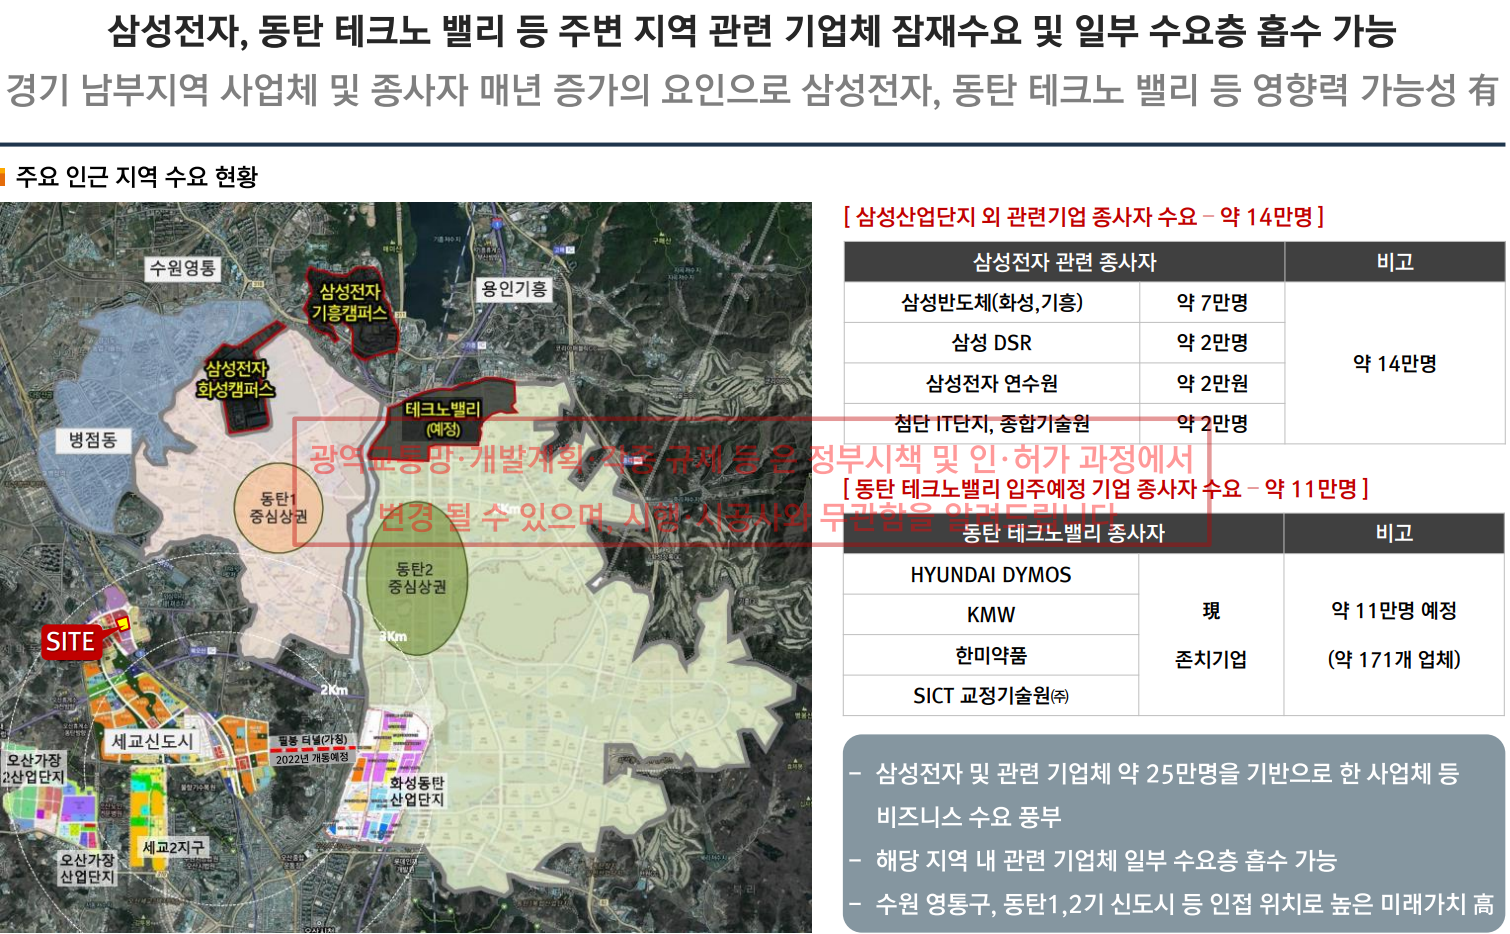 삼성전자, 동탄 테크노 밸리 등 주변 지역 관련 기업체 잠재수요 및 일부 수요층 흡수 가능
경기 남부지역 사업체 및 종사자 매년 증가의 요인으로 삼성전자, 동탄 테크노 밸리 등 영향력 가능성 有
주요 인근 지역 수요 현황
수원영통
삼성전자
기흥캠퍼스
용인기흥
삼성전자
화성캠퍼스
테크노밸리
(예정)
병점동
동탄1
중심상권
동탄2
중심상권
4Km
3Km
SITE
2Km
세교신도시
필봉 터널(가칭)
2022년 개통예정
오산가장
2산업단지
화성동탄
산업단지
세교2지구
오산가장
산업단지
오산시청
[ 삼성산업단지 외 관련기업 종사자 수요 – 약 14만명 ]
삼성전자 관련 종사자 비고
삼성반도체(화성,기흥) 약 7만명
삼성 DSR 약 2만명
약 14만명
삼성전자 연수원 약 2만원
첨단 IT단지, 종합기술원 약 2만명
광역교통망·개발계획·각종 규제 등 은 정부시책 및 인·허가 과정에서
변경 될 수 있으며, 시행·시공사와 무관함을 알려드립니다.
[ 동탄 테크노밸리 입주예정 기업 종사자 수요 – 약 11만명 ]
동탄 테크노밸리 종사자 비고
HYUNDAI DYMOS
KMW
한미약품
SICT 교정기술원㈜
現
존치기업
약 11만명 예정
(약 171개 업체)
– 삼성전자 및 관련 기업체 약 25만명을 기반으로 한 사업체 등
비즈니스 수요 풍부
– 해당 지역 내 관련 기업체 일부 수요층 흡수 가능
– 수원 영통구, 동탄1,2기 신도시 등 인접 위치로 높은 미래가치 高